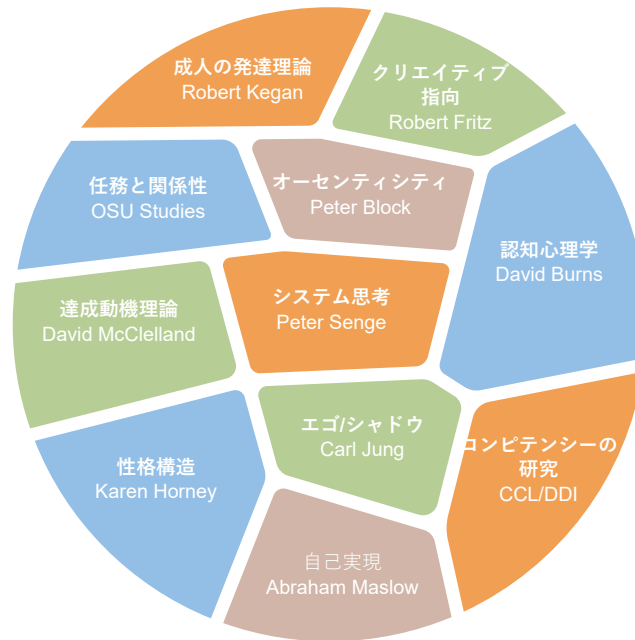 成人の発達理論
Robert Kegan
クリエイティブ
指向
Robert Fritz
任務と関係性
OSU Studies
オーセンティシティ
Peter Block
認知心理学
David Burns
達成動機理論
David McClelland
システム思考
Peter Senge
エゴ/シャドウ
Carl Jung
コンピテンシーの
研究
CCL/DDI
性格構造
Karen Horney
自己実現
Abraham Maslow